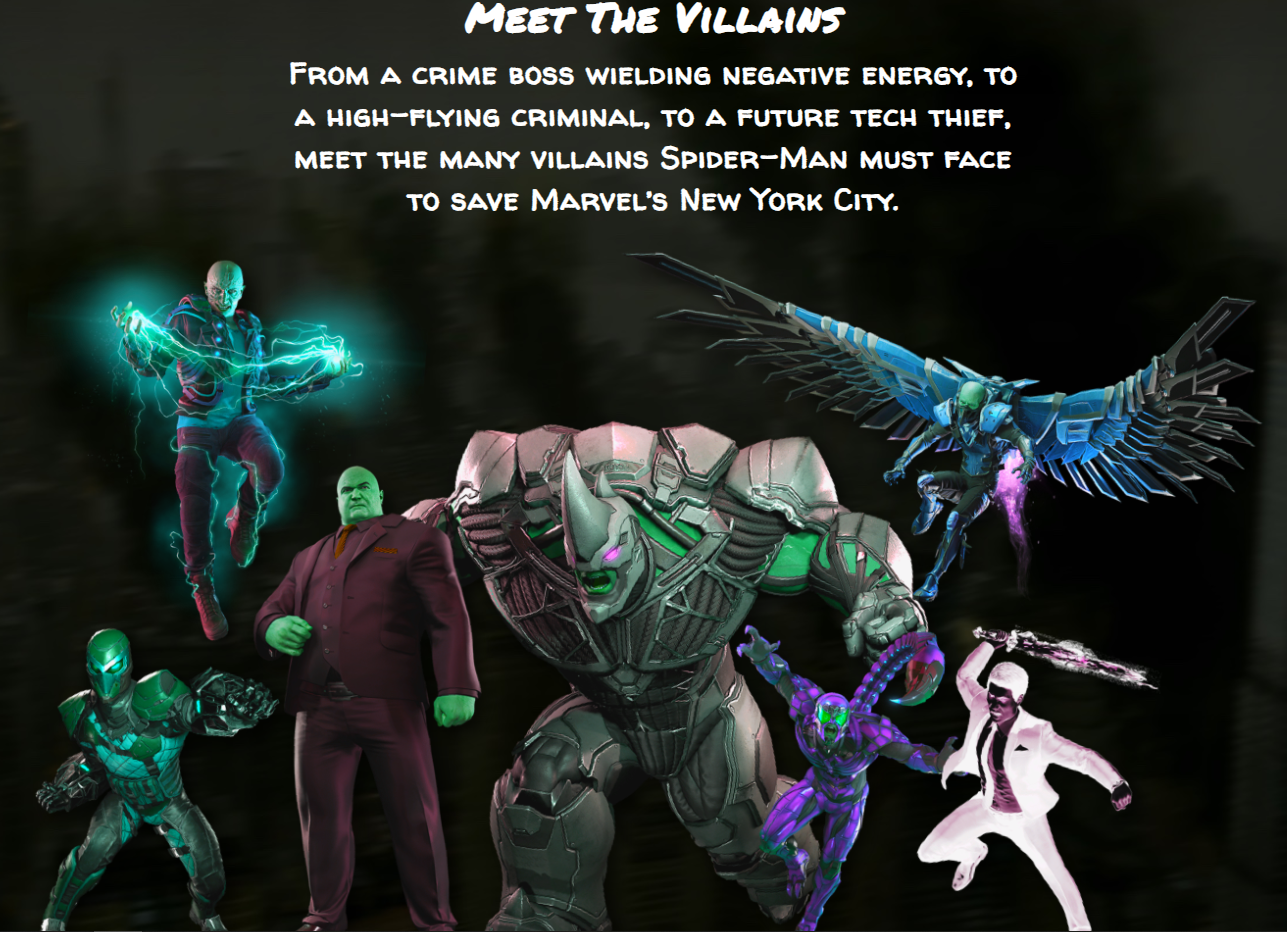 Meet The Villains
From a crime boss wielding negative energy, to
a high-flying criminal, to a future tech thief,
meet the many villains Spider-Man must face
to save Marvel's New York City.